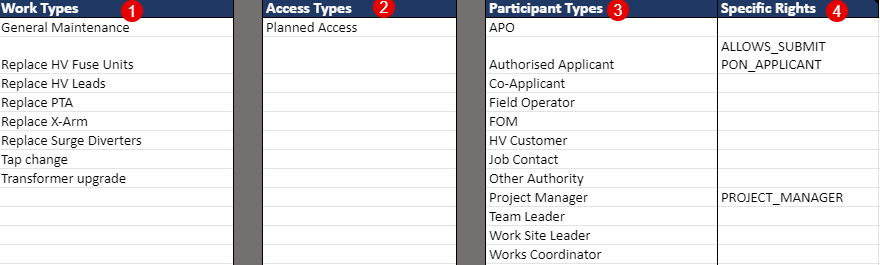 Work Types 1 Access Types 2 Participant Types 3 Specific Rights 4
General Maintenance Planned Access APO
ALLOWS_SUBMIT
Replace HV Fuse Units Authorised Applicant PON_APPLICANT
Replace HV Leads Co-Applicant
Replace PTA Field Operator
Replace X-Arm FOM
Replace Surge Diverters HV Customer
Tap change Job Contact
Transformer upgrade Other Authority
Project Manager PROJECT_MANAGER
Team Leader
Work Site Leader
Works Coordinator